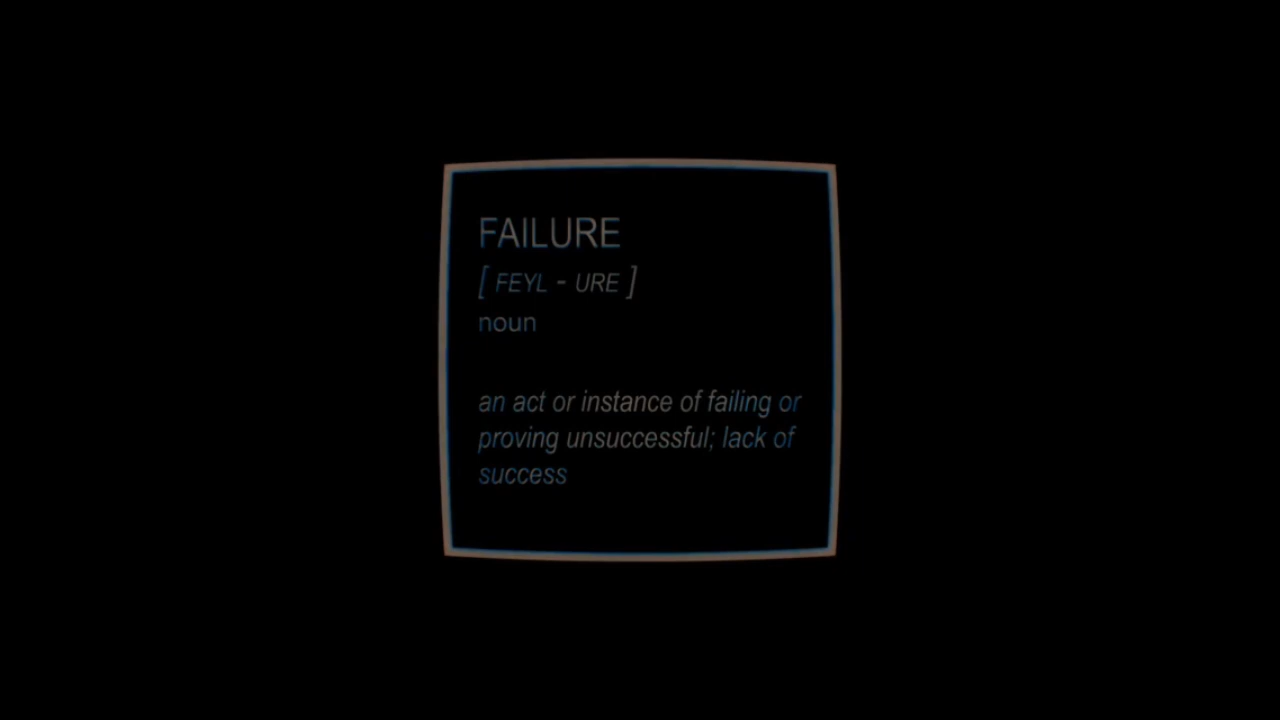 FAILURE
[ FEYL - URE ]
noun
an act or instance of failing or
proving unsuccessful; lack of
success